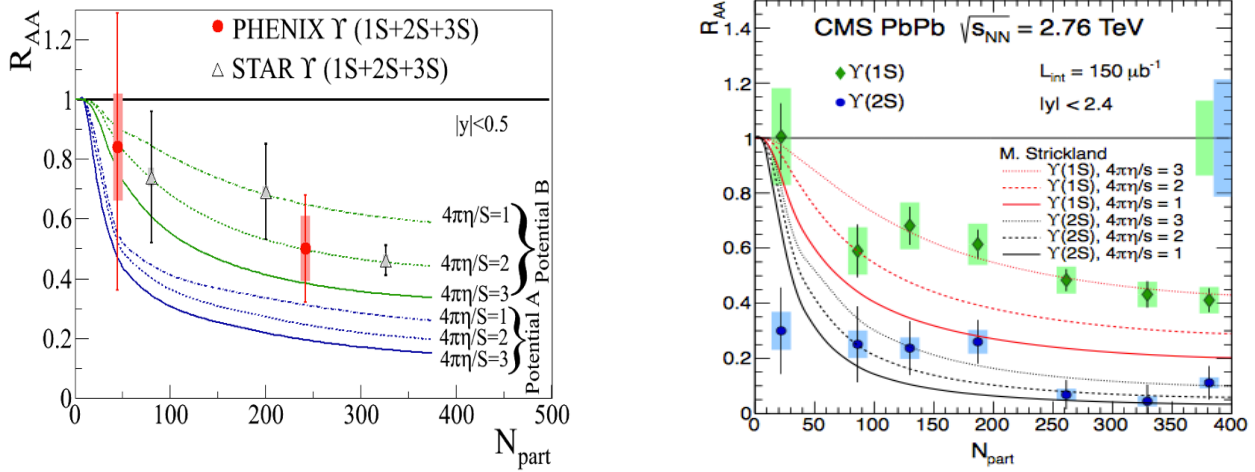 R_AA
1.2
1
0.8
0.6
0.4
0.2
0
PHENIX ϒ (1S+2S+3S)
STAR ϒ (1S+2S+3S)
|y|<0.5
4πη/S=1
4πη/S=2
4πη/S=3
Potential B
4πη/S=1
4πη/S=2
4πη/S=3
Potential A
0 100 200 300 400 500
N_part
R_AA
1.4
1.2
1
0.8
0.6
0.4
0.2
0
CMS PbPb √s_NN = 2.76 TeV
ϒ(1S)
ϒ(2S)
L_int = 150 μb⁻¹
|y| < 2.4
M. Strickland
ϒ(1S), 4πη/s = 3
ϒ(1S), 4πη/s = 2
ϒ(1S), 4πη/s = 1
ϒ(2S), 4πη/s = 3
ϒ(2S), 4πη/s = 2
ϒ(2S), 4πη/s = 1
0 50 100 150 200 250 300 350 400
N_part